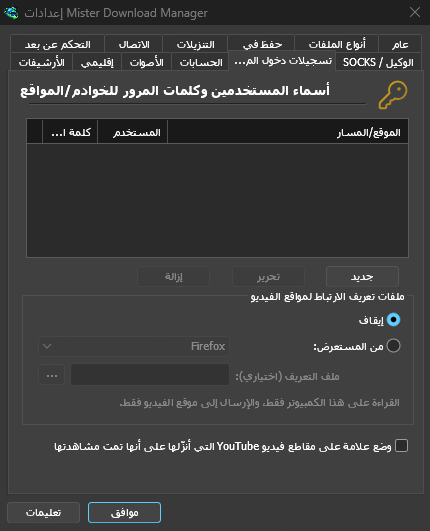 إعدادات | Mister Download Manager
عام
أنواع الملفات
حفظ في
التنزيلات
الاتصال
التحكم عن بعد
الوكيل / SOCKS
تسجيلات دخول الم...
الحسابات
الأصوات
إقليمي
الأرشيفات
أسماء المستخدمين وكلمات المرور للخوادم/المواقع
الموقع/المسار
المستخدم
كلمة ا...
جديد
تحرير
إزالة
ملفات تعريف الارتباط لمواقع الفيديو
إيقاف
من المستعرض:
Firefox
ملف التعريف (اختياري):
...
القراءة على هذا الكمبيوتر فقط، والإرسال إلى موقع الفيديو فقط.
وضع علامة على مقاطع فيديو YouTube التي أنزّلها على أنها تمت مشاهدتها
موافق
تعليمات